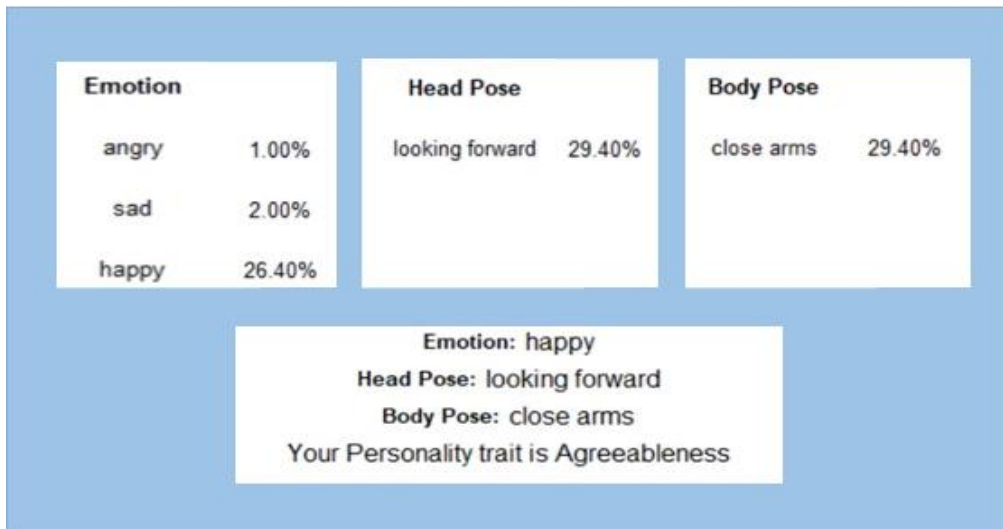 Emotion
angry 1.00%
sad 2.00%
happy 26.40%
Head Pose
looking forward 29.40%
Body Pose
close arms 29.40%
Emotion: happy
Head Pose: looking forward
Body Pose: close arms
Your Personality trait is Agreeableness